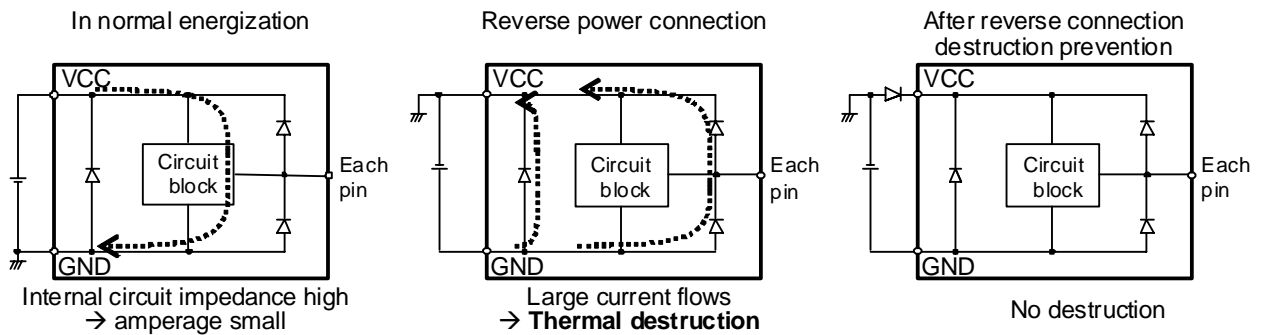 In normal energization
VCC
Circuit
block
Each
pin
GND
Internal circuit impedance high
→ amperage small
Reverse power connection
VCC
Circuit
block
Each
pin
GND
Large current flows
→ Thermal destruction
After reverse connection
destruction prevention
VCC
Circuit
block
Each
pin
GND
No destruction